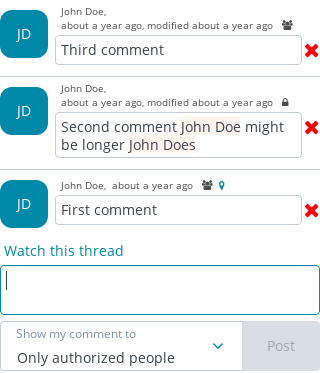 John Doe,
JD
about a year ago, modified about a year ago
Third comment
John Doe,
JD
about a year ago, modified about a year ago
Second comment John Doe might
be longer John Does
John Doe, about a year ago
JD
First comment
Watch this thread
Show my comment to
Only authorized people
Post